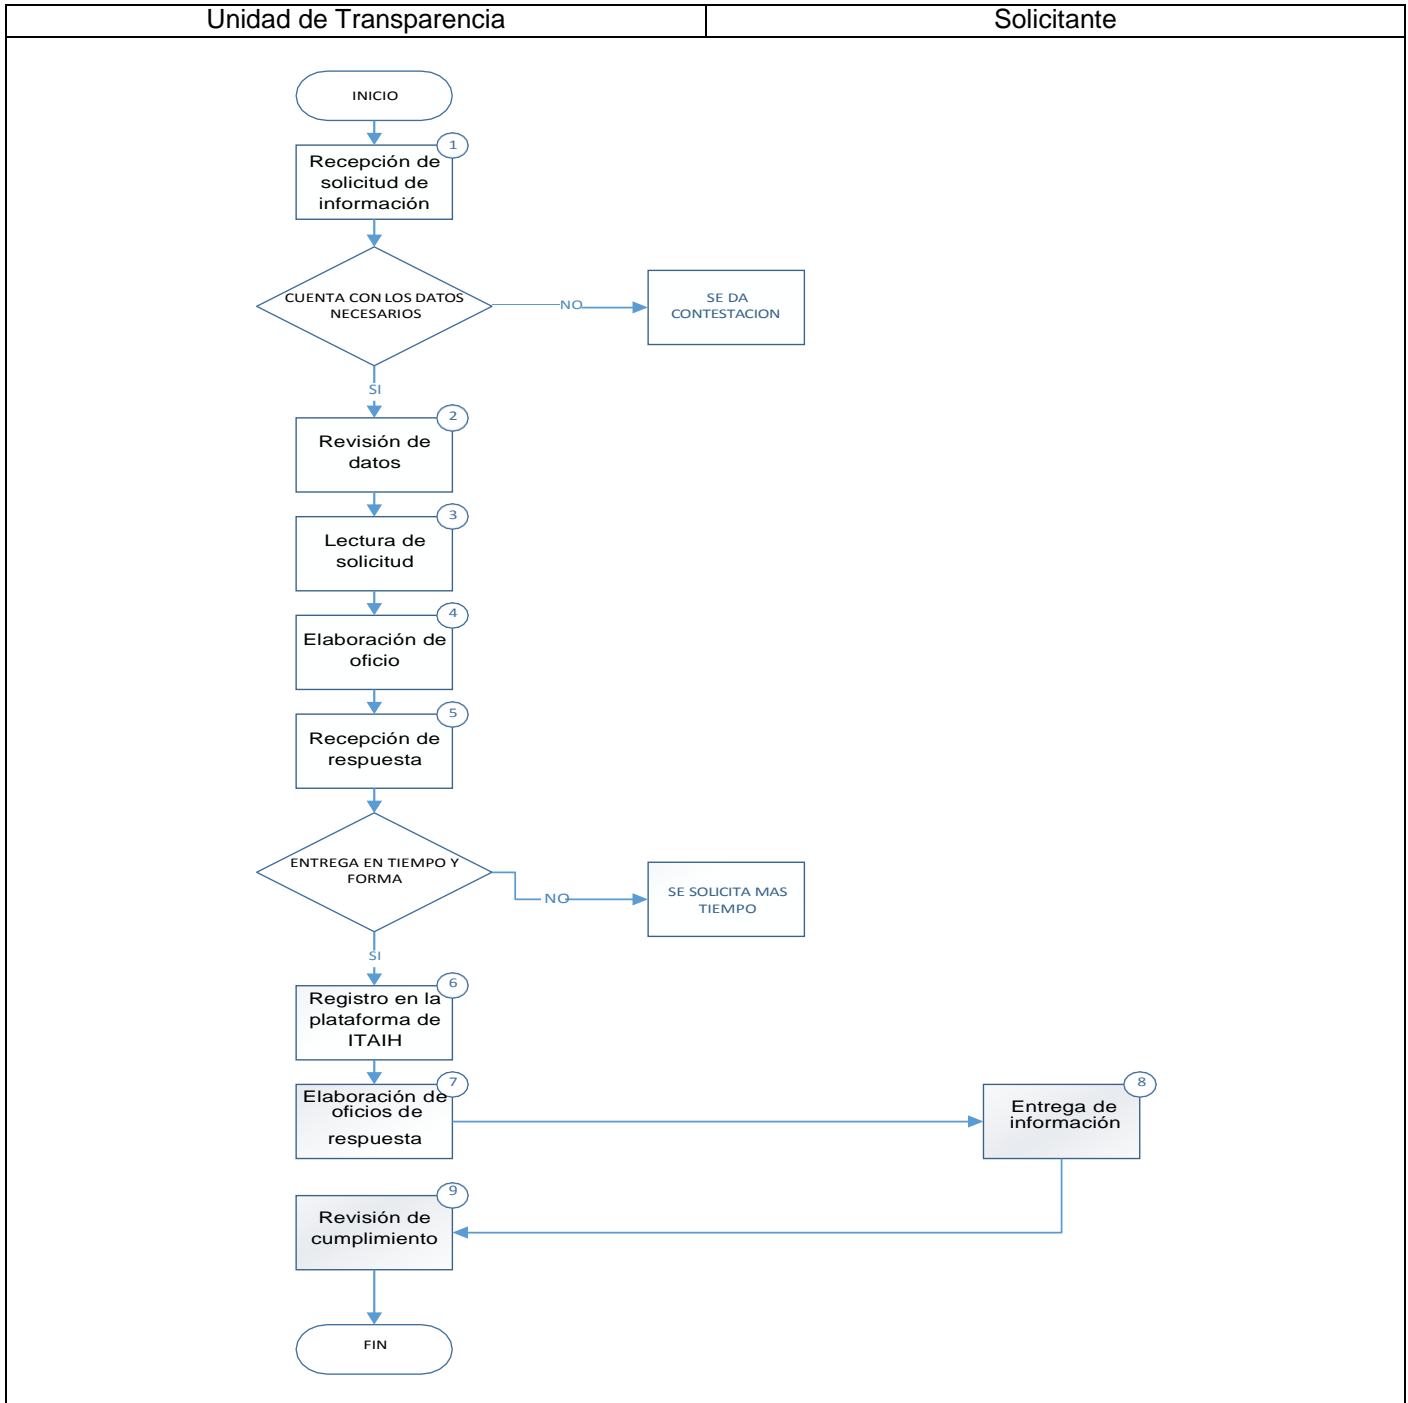 Unidad de Transparencia
Solicitante
INICIO
1
Recepción de
solicitud de
información
CUENTA CON LOS DATOS
NECESARIOS
NO
SE DA
CONTESTACION
SI
2
Revisión de
datos
3
Lectura de
solicitud
4
Elaboración de
oficio
5
Recepción de
respuesta
ENTREGA EN TIEMPO Y
FORMA
NO
SE SOLICITA MAS
TIEMPO
SI
6
Registro en la
plataforma de
ITAIH
7
Elaboración de
oficios de
respuesta
8
Entrega de
información
9
Revisión de
cumplimiento
FIN